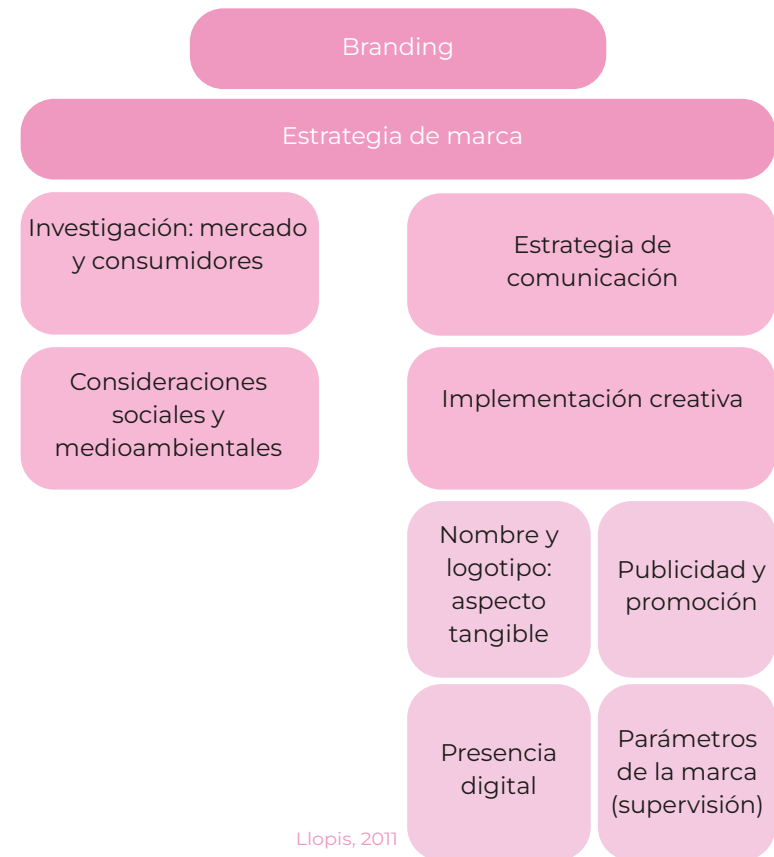 Branding
Estrategia de marca
Investigación: mercado
y consumidores
Estrategia de
comunicación
Consideraciones
sociales y
medioambientales
Implementación creativa
Nombre y
logotipo:
aspecto
tangible
Publicidad y
promoción
Presencia
digital
Parámetros
de la marca
(supervisión)
Llopis, 2011